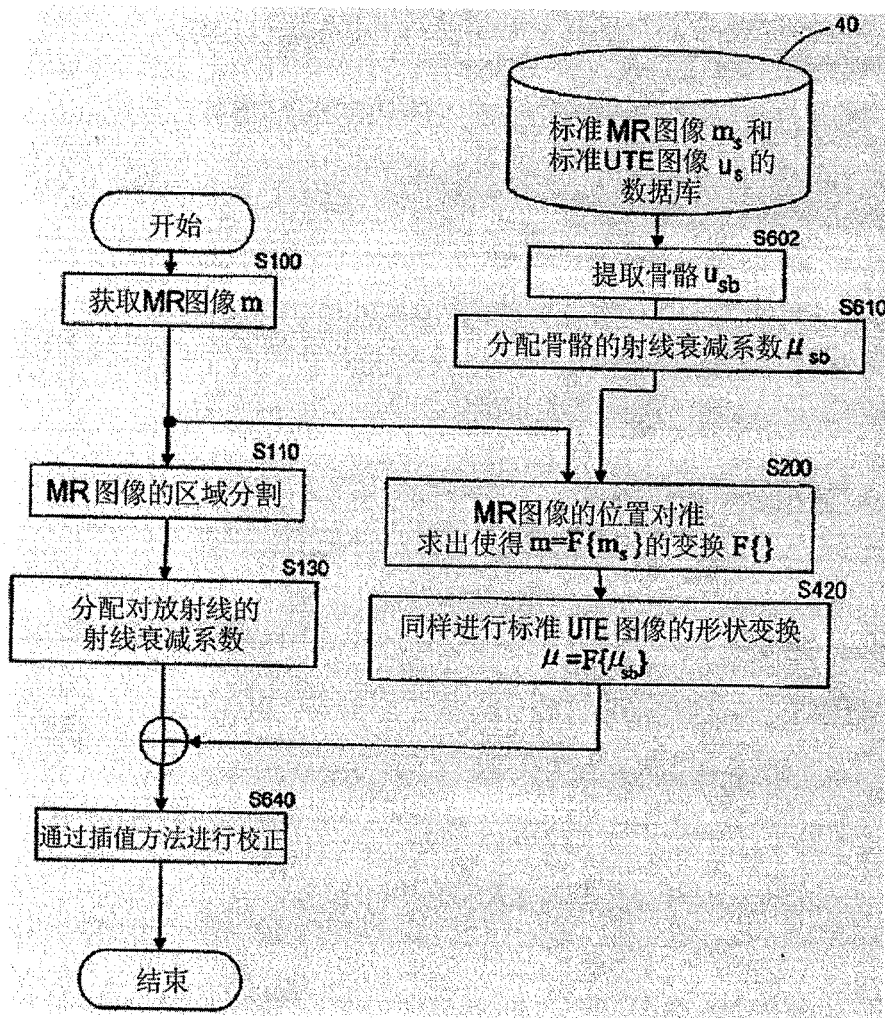 40
标准MR图像 mₛ 和
标准UTE图像 uₛ 的
数据库
开始
S100
获取MR图像 m
S602
提取骨骼 u_sb
S610
分配骨骼的射线衰减系数 μ_sb
S110
MR 图像的区域分割
S200
MR图像的位置对准
求出使得 m=F{mₛ}的变换 F{}
S130
分配对放射线的
射线衰减系数
S420
同样进行标准 UTE 图像的形状变换
μ=F{μ_sb}
S640
通过插值方法进行校正
结束